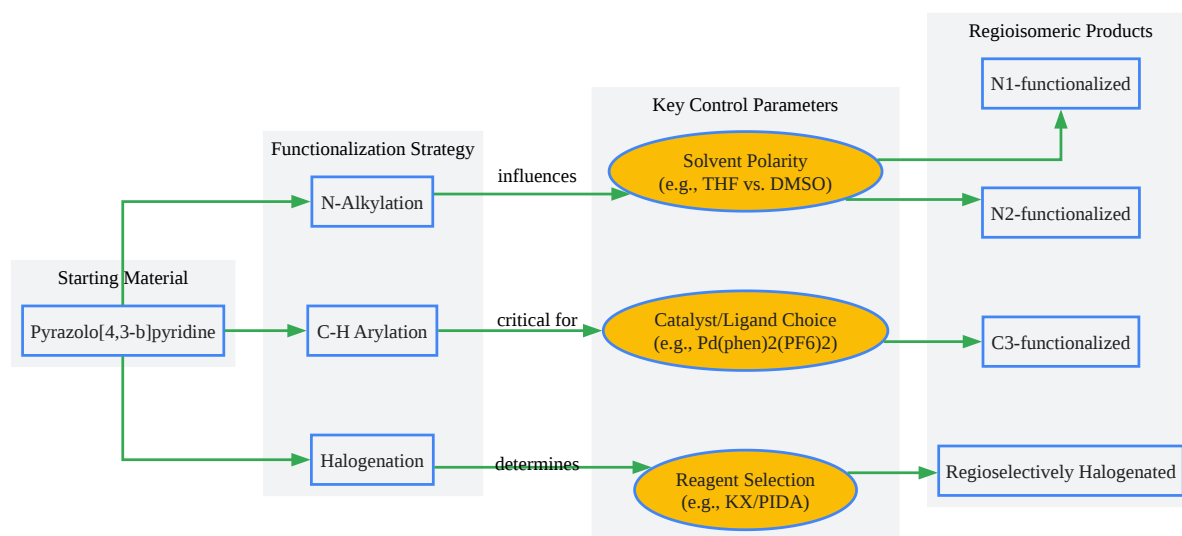 Starting Material
Pyrazolo[4,3-b]pyridine
Functionalization Strategy
N-Alkylation
C-H Arylation
Halogenation
influences
critical for
determines
Key Control Parameters
Solvent Polarity
(e.g., THF vs. DMSO)
Catalyst/Ligand Choice
(e.g., Pd(phen)2(PF6)2)
Reagent Selection
(e.g., KX/PIDA)
Regioisomeric Products
N1-functionalized
N2-functionalized
C3-functionalized
Regioselectively Halogenated